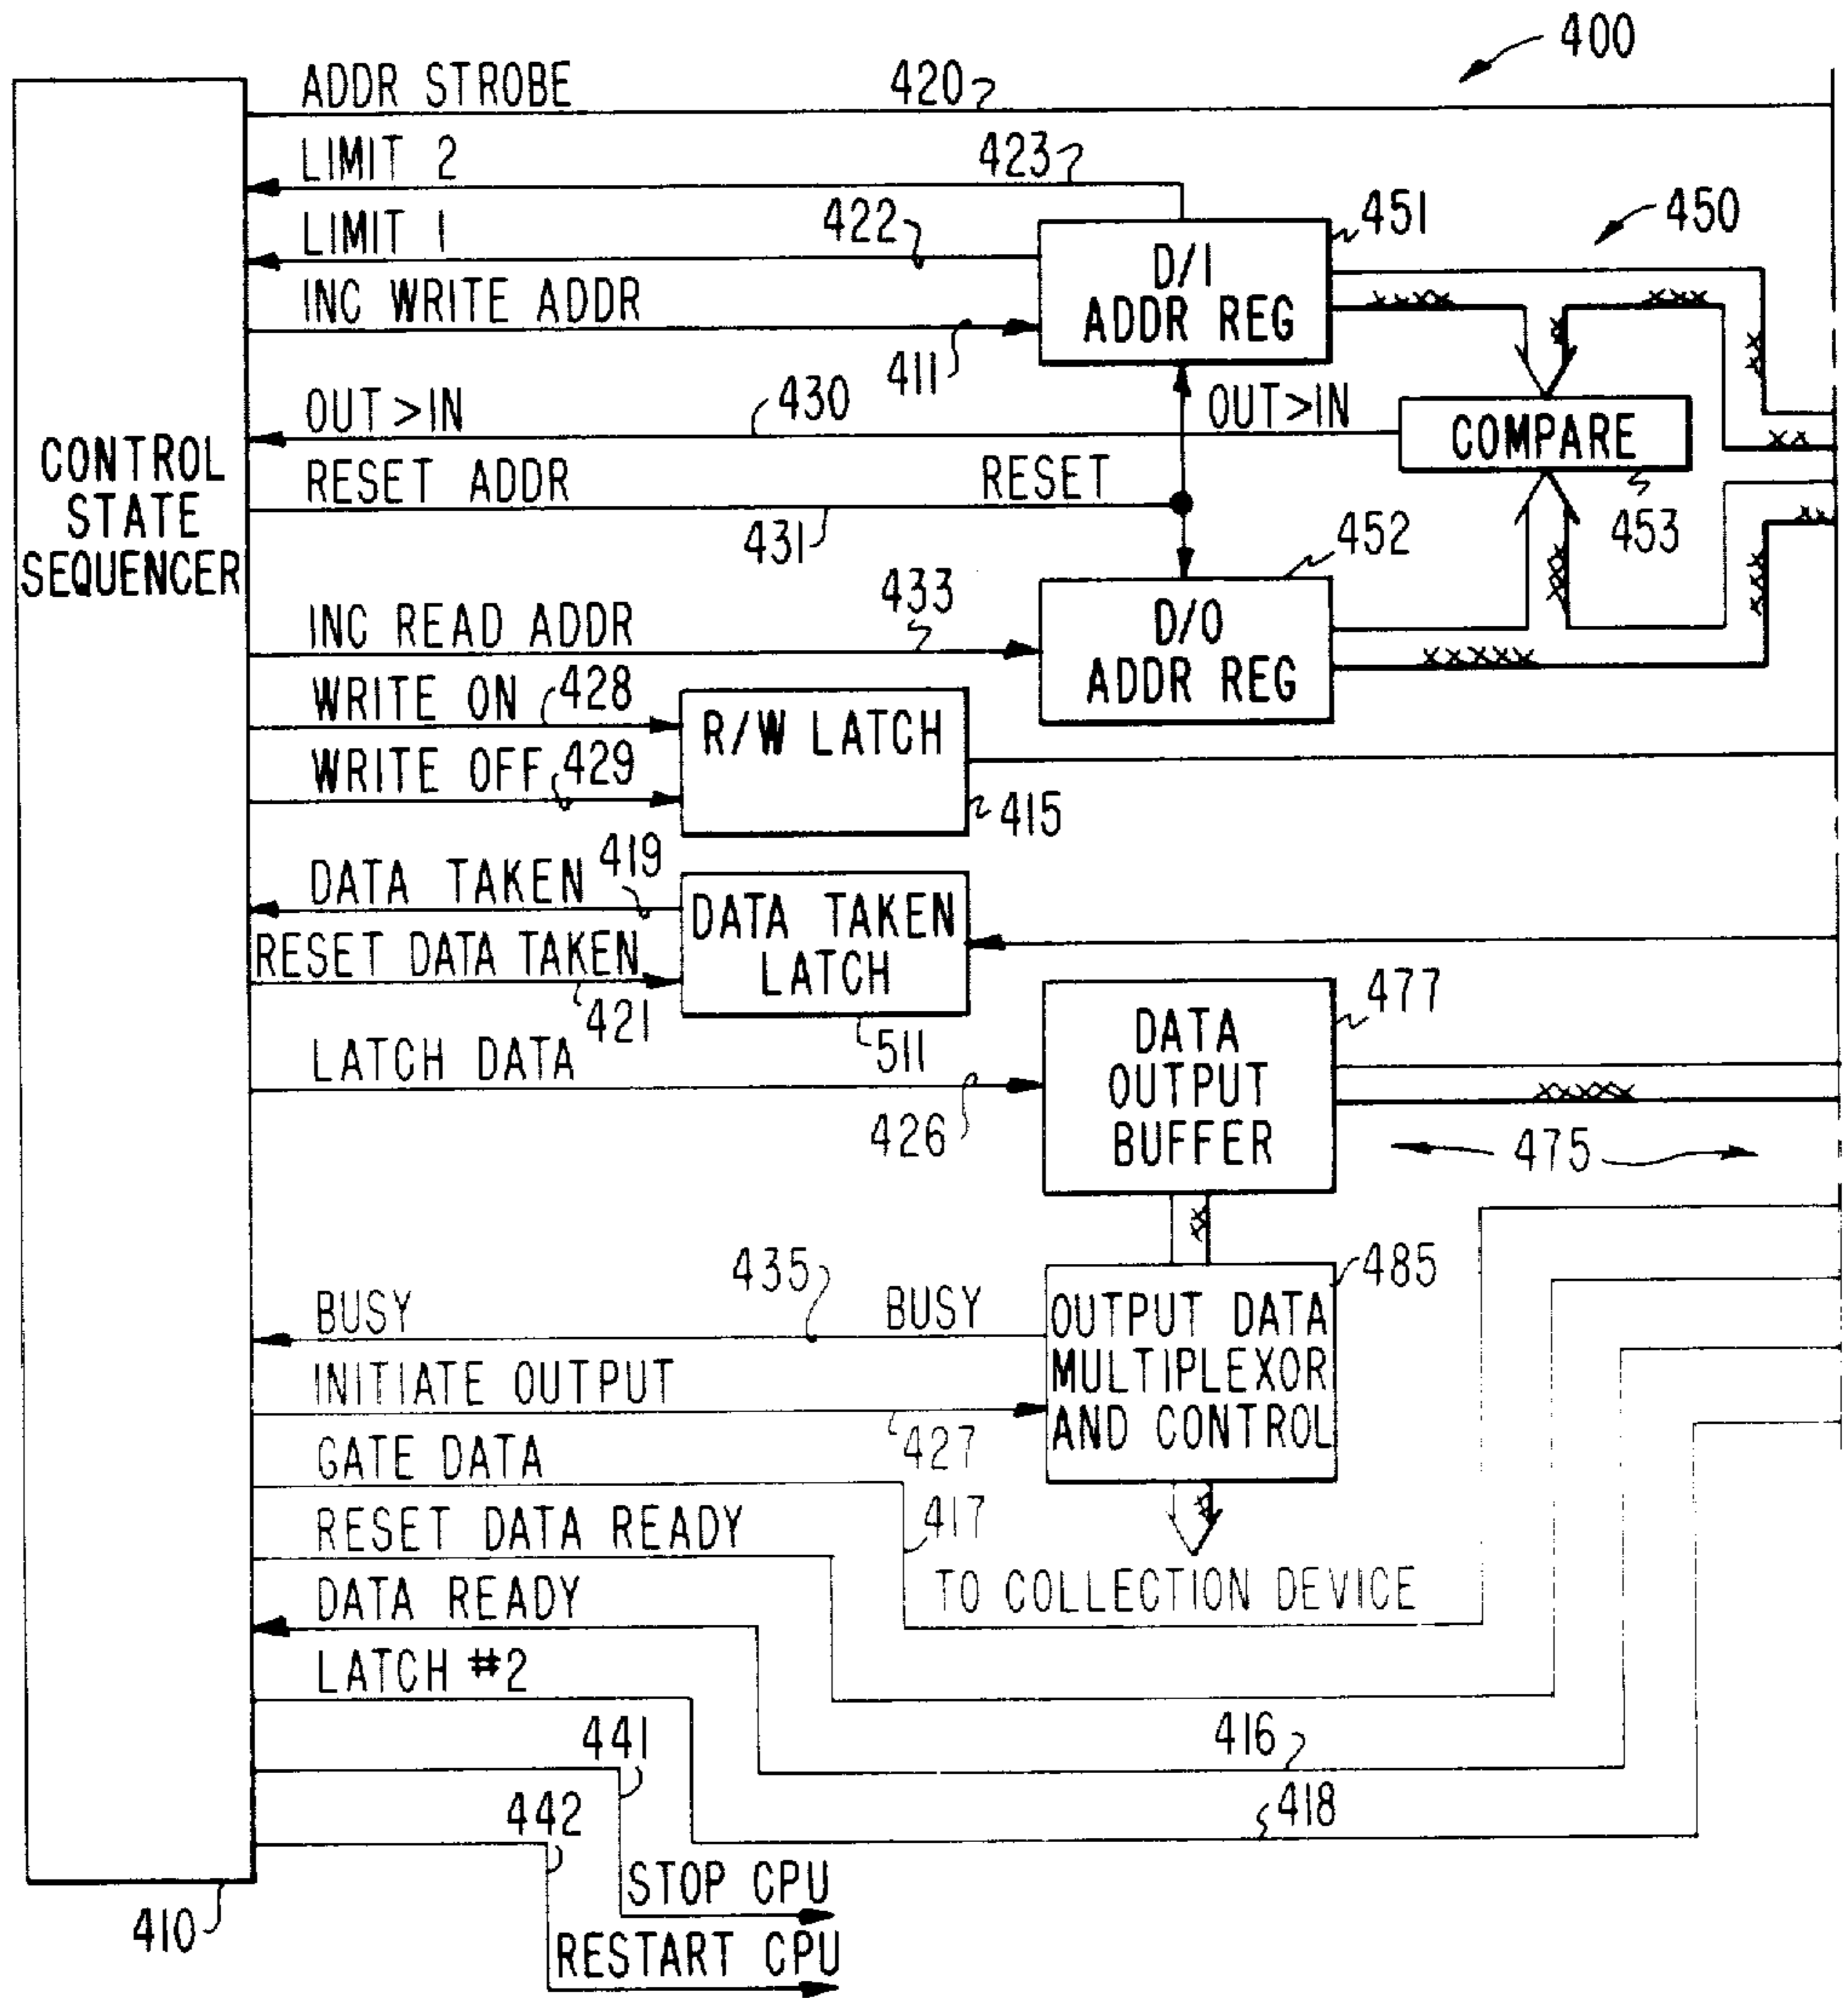 400
ADDR STROBE
420
LIMIT 2
423
LIMIT 1
422
451
450
D/I
ADDR REG
INC WRITE ADDR
411
OUT>IN
430
OUT>IN
COMPARE
453
CONTROL
STATE
SEQUENCER
RESET ADDR
RESET
431
452
INC READ ADDR
433
D/O
ADDR REG
WRITE ON
428
R/W LATCH
WRITE OFF
429
415
DATA TAKEN
419
DATA TAKEN
LATCH
RESET DATA TAKEN
421
511
477
DATA
OUTPUT
BUFFER
LATCH DATA
426
475
435
485
BUSY
BUSY
OUTPUT DATA
MULTIPLEXOR
AND CONTROL
INITIATE OUTPUT
427
GATE DATA
417
RESET DATA READY
TO COLLECTION DEVICE
DATA READY
LATCH #2
416
441
418
442
STOP CPU
410
RESTART CPU